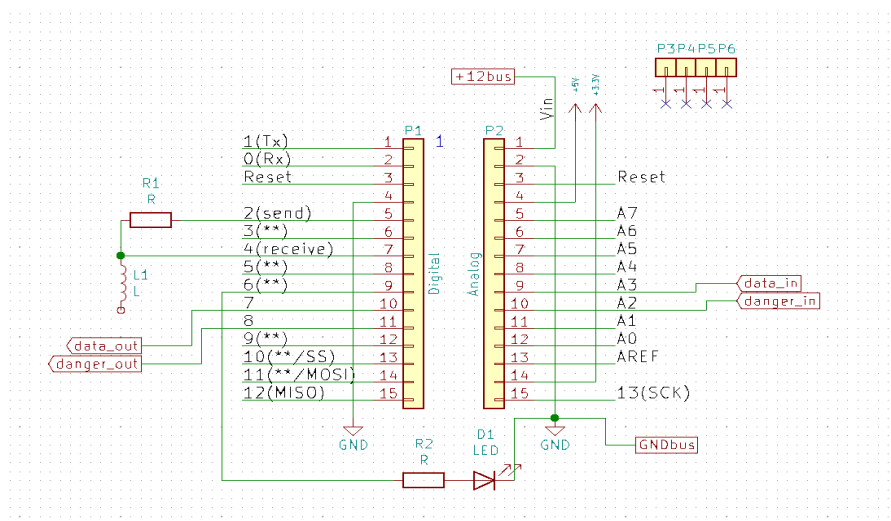 P3 P4 P5 P6
1 1 1 1
+12bus
Vin
+5V
+3.3V
P1
1
P2
1(Tx) 1
0(Rx) 2
Reset 3
4
2(send) 5
3(**) 6
4(receive) 7
5(**) 8
6(**) 9
7 10
8 11
9(**) 12
10(**/SS) 13
11(**/MOSI) 14
12(MISO) 15
Digital
Analog
1
2
3 Reset
4
5 A7
6 A6
7 A5
8 A4
9 A3
10 A2
11 A1
12 A0
13 AREF
14
15 13(SCK)
R1
R
L1
L
data_out
danger_out
data_in
danger_in
GND
GND
GNDbus
R2
R
D1
LED